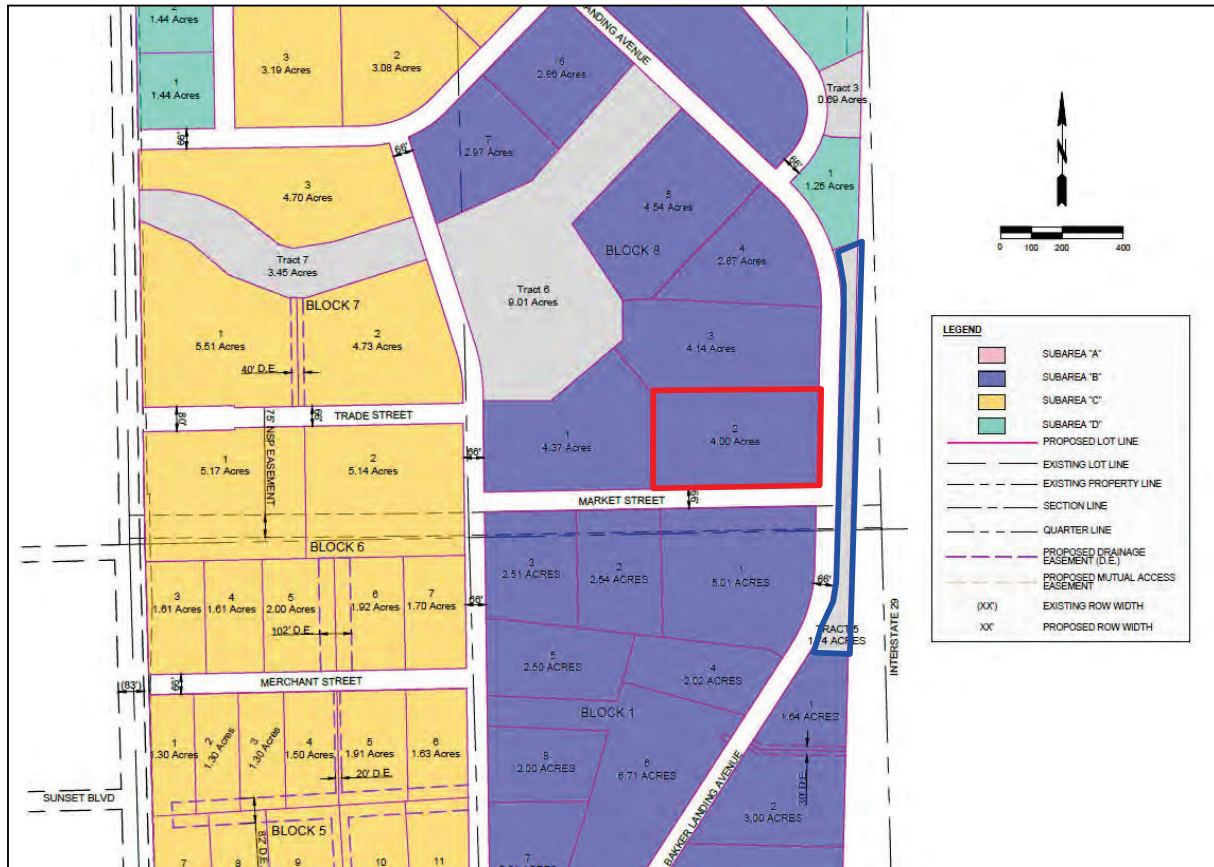 2
1.44 Acres
1
1.44 Acres
3
3.19 Acres
2
3.08 Acres
6
2.86 Acres
LANDING AVENUE
Tract 3
0.69 Acres
1
1.25 Acres
66'
66'
66'
7
2.97 Acres
3
4.70 Acres
Tract 7
3.45 Acres
5
4.54 Acres
BLOCK 8
4
2.87 Acres
Tract 6
9.01 Acres
BLOCK 7
1
5.51 Acres
2
4.73 Acres
40' D.E.
3
4.14 Acres
80'
TRADE STREET
66'
75' NSP EASEMENT
66'
1
4.37 Acres
2
4.00 Acres
1
5.17 Acres
2
5.14 Acres
MARKET STREET
66'
BLOCK 6
3
2.51 ACRES
2
2.54 ACRES
1
5.01 ACRES
3
1.61 Acres
4
1.61 Acres
5
2.00 Acres
6
1.92 Acres
7
1.70 Acres
66'
66'
102' D.E.
TRACT 5
INTERSTATE 29
5
2.50 ACRES
4
2.02 ACRES
(83')
66'
MERCHANT STREET
BLOCK 1
1
1.64 ACRES
1
1.30 Acres
2
1.30 Acres
3
1.30 Acres
4
1.50 Acres
5
1.91 Acres
6
1.63 Acres
8
2.00 ACRES
6
6.71 ACRES
30' D.E.
20' D.E.
SUNSET BLVD
82' D.E.
BLOCK 5
BAKKER LANDING AVENUE
2
3.00 ACRES
7
8
9
10
11
7
N
0 100 200 400
LEGEND
SUBAREA "A"
SUBAREA "B"
SUBAREA "C"
SUBAREA "D"
PROPOSED LOT LINE
EXISTING LOT LINE
EXISTING PROPERTY LINE
SECTION LINE
QUARTER LINE
PROPOSED DRAINAGE
EASEMENT (D.E.)
PROPOSED MUTUAL ACCESS
EASEMENT
(XX') EXISTING ROW WIDTH
XX' PROPOSED ROW WIDTH